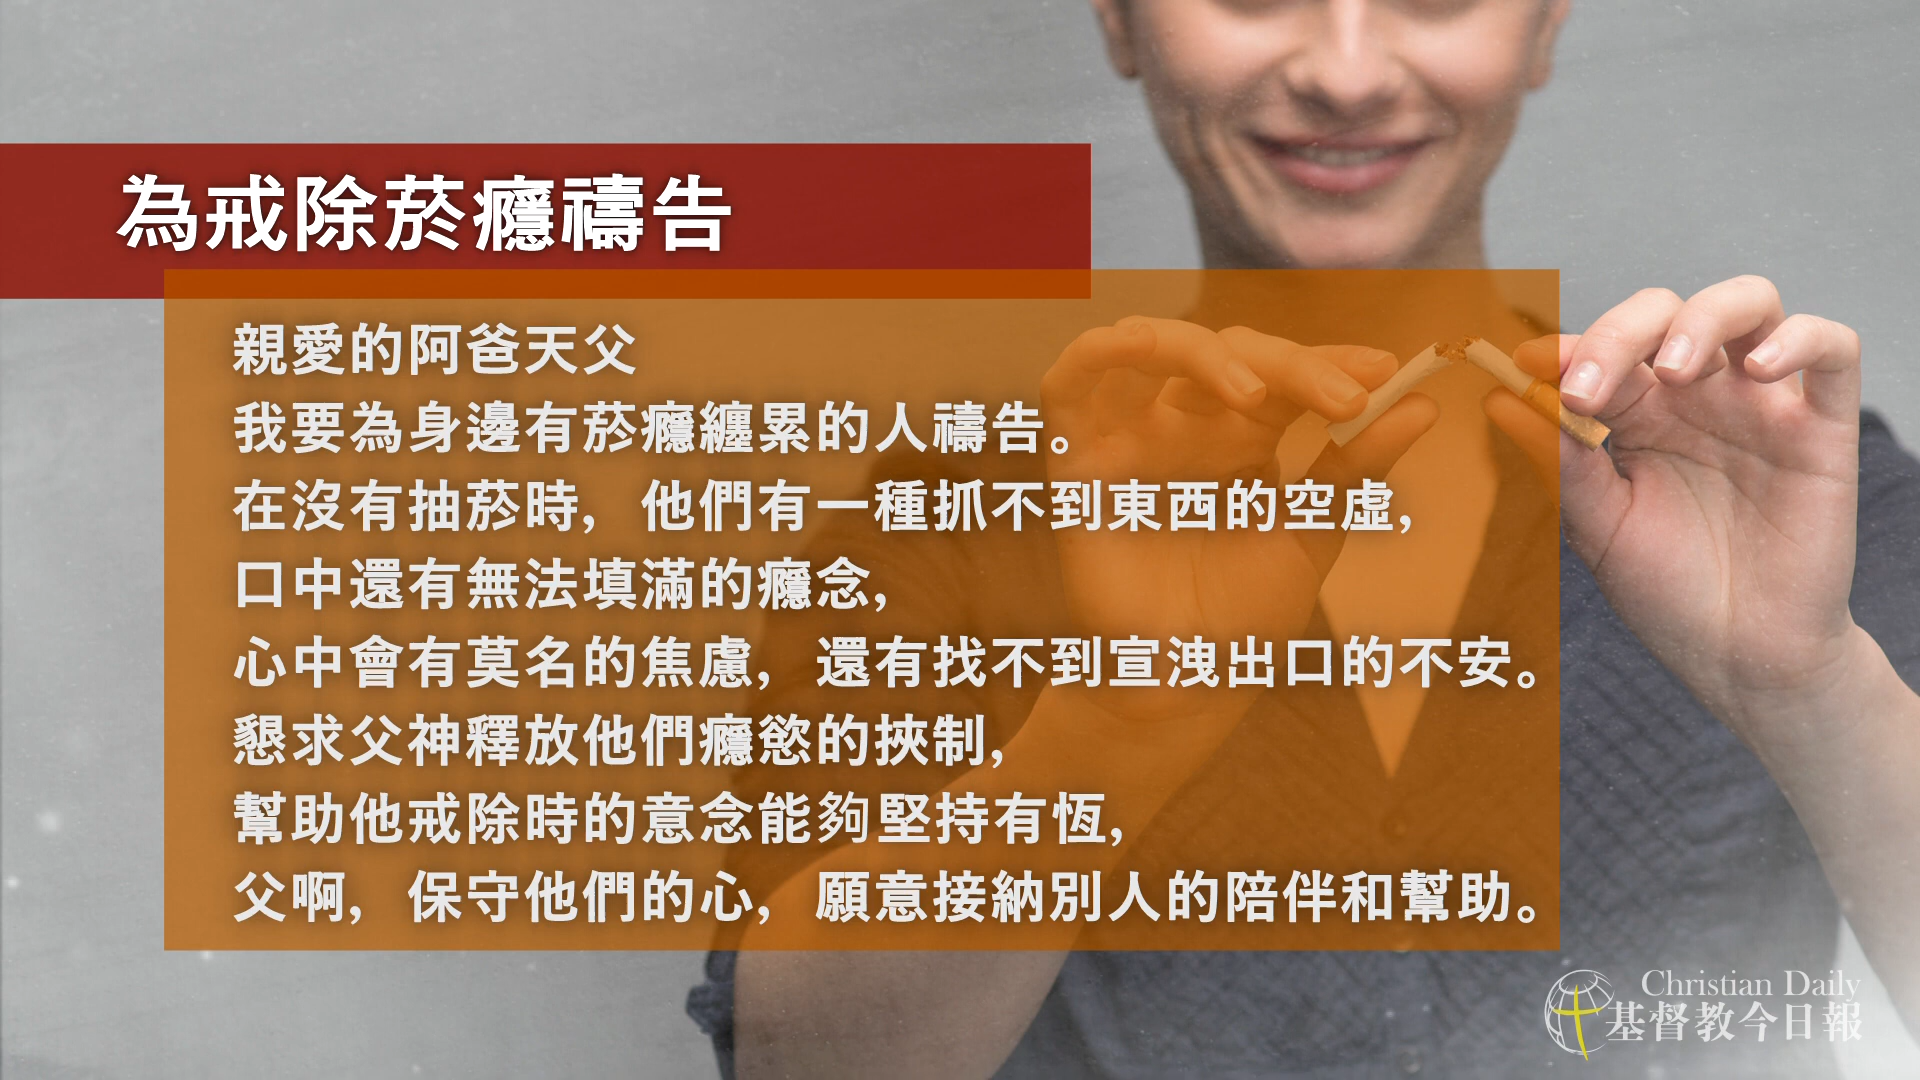 為戒除菸癮禱告
親愛的阿爸天父
我要為身邊有菸癮纏累的人禱告。
在沒有抽菸時, 他們有一種抓不到東西的空虛,
口中還有無法填滿的癮念,
心中會有莫名的焦慮, 還有找不到宣洩出口的不安。
懇求父神釋放他們癮慾的挾制,
幫助他戒除時的意念能夠堅持有恆,
父啊, 保守他們的心, 願意接納別人的陪伴和幫助。
Christian Daily
基督教今日報